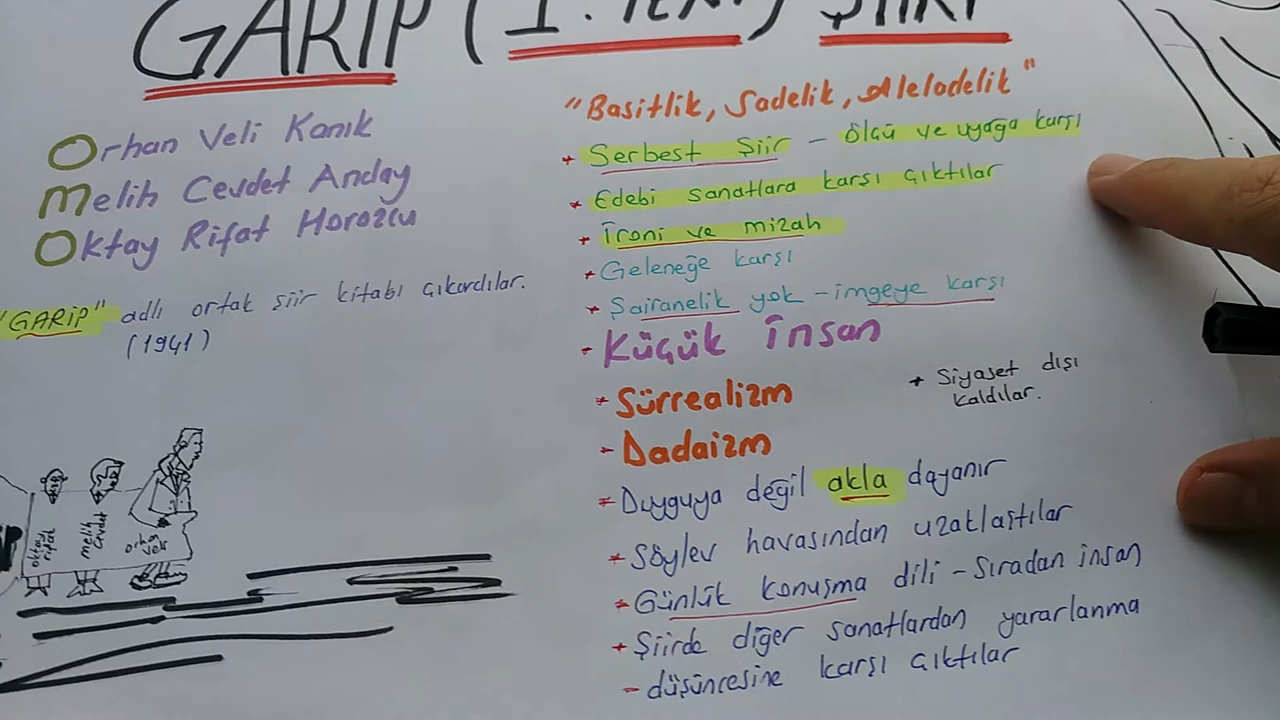 GARİP (I. YENİ) ŞİİRİ
Orhan Veli Kanık
Melih Cevdet Anday
Oktay Rifat Horozcu
"GARİP" adlı ortak şiir kitabı çıkardılar.
(1941)
oktay rifat
melih cevdet
orhan veli
"Basitlik, Sadelik, Aleladelik"
+ Serbest Şiir - ölçü ve uyağa karşı
+ Edebi sanatlara karşı çıktılar
+ İroni ve mizah
+ Geleneğe karşı
+ Şairanelik yok - imgeye karşı
- Küçük İnsan
+ Sürrealizm
+ Siyaset dışı
kaldılar.
- Dadaizm
+ Duyguya değil akla dayanır
+ Söylev havasından uzaklaştılar
+ Günlük konuşma dili - Sıradan insan
+ Şiirde diğer sanatlardan yararlanma
- düşüncesine karşı çıktılar